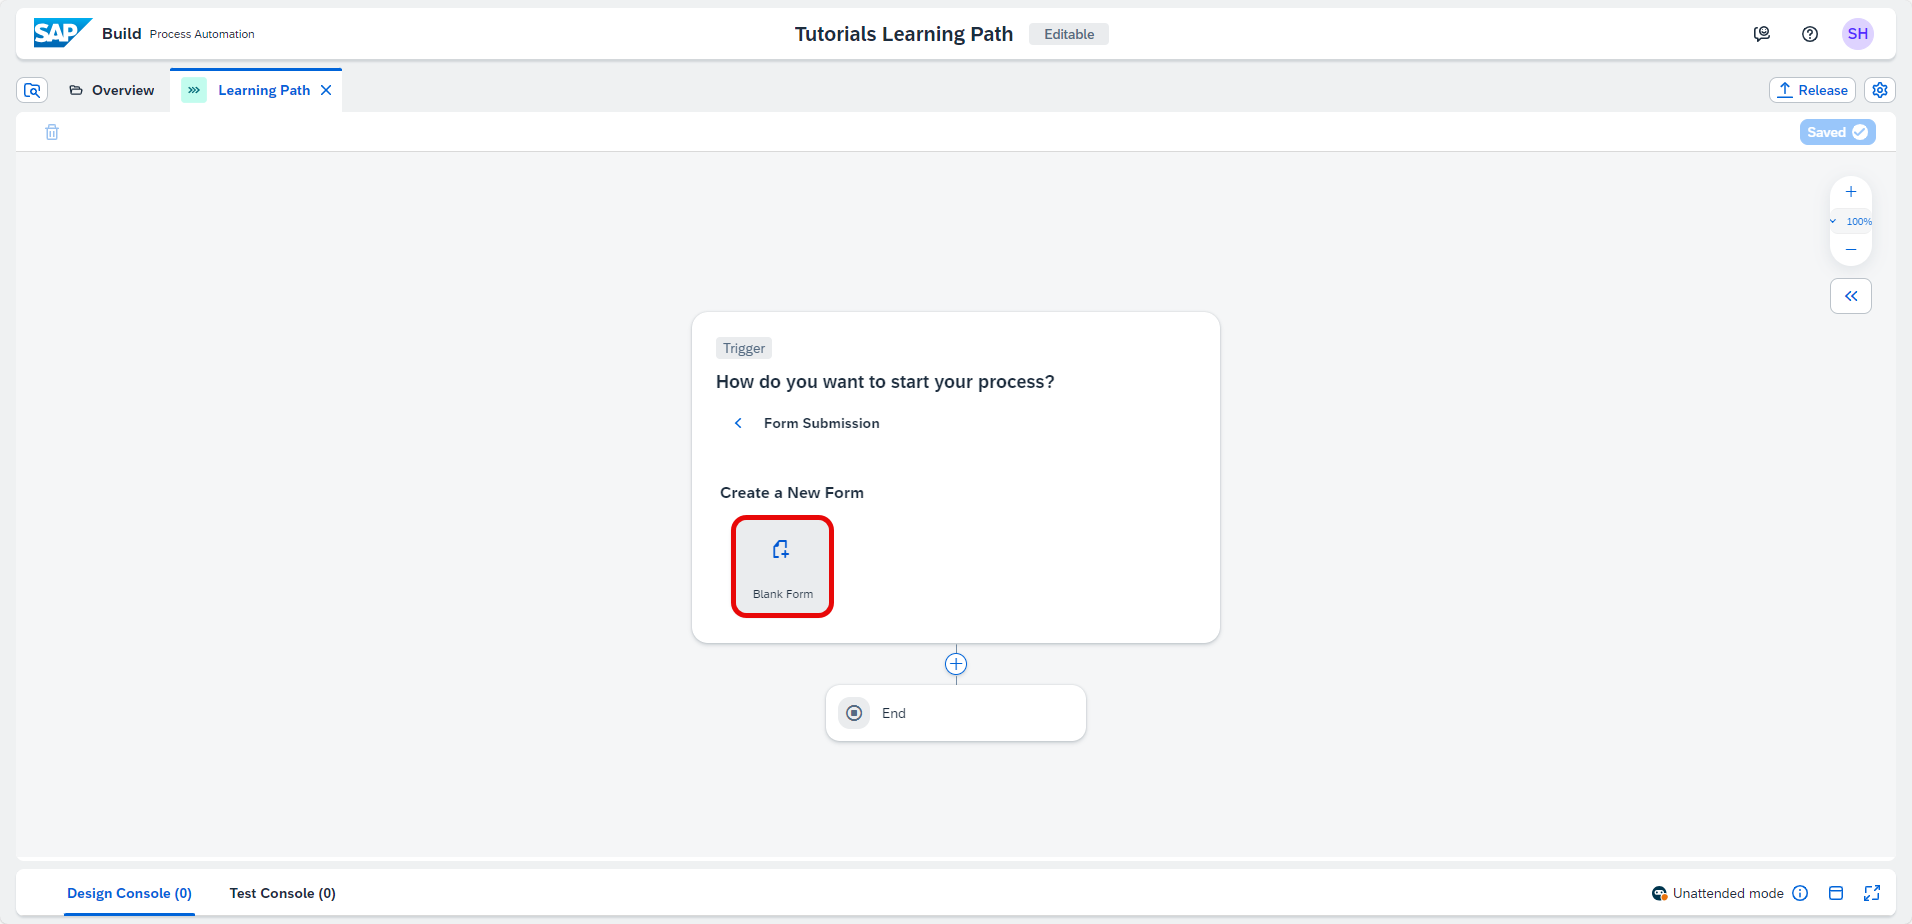 SAP Build Process Automation
Tutorials Learning Path Editable
SH
Overview
Learning Path
Release
Saved
100%
Trigger
How do you want to start your process?
Form Submission
Create a New Form
Blank Form
End
Design Console (0)
Test Console (0)
Unattended mode